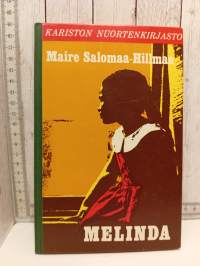 KARISTON NUORTENKIRJASTO
Maire Salomaa-Hillman
MELINDA